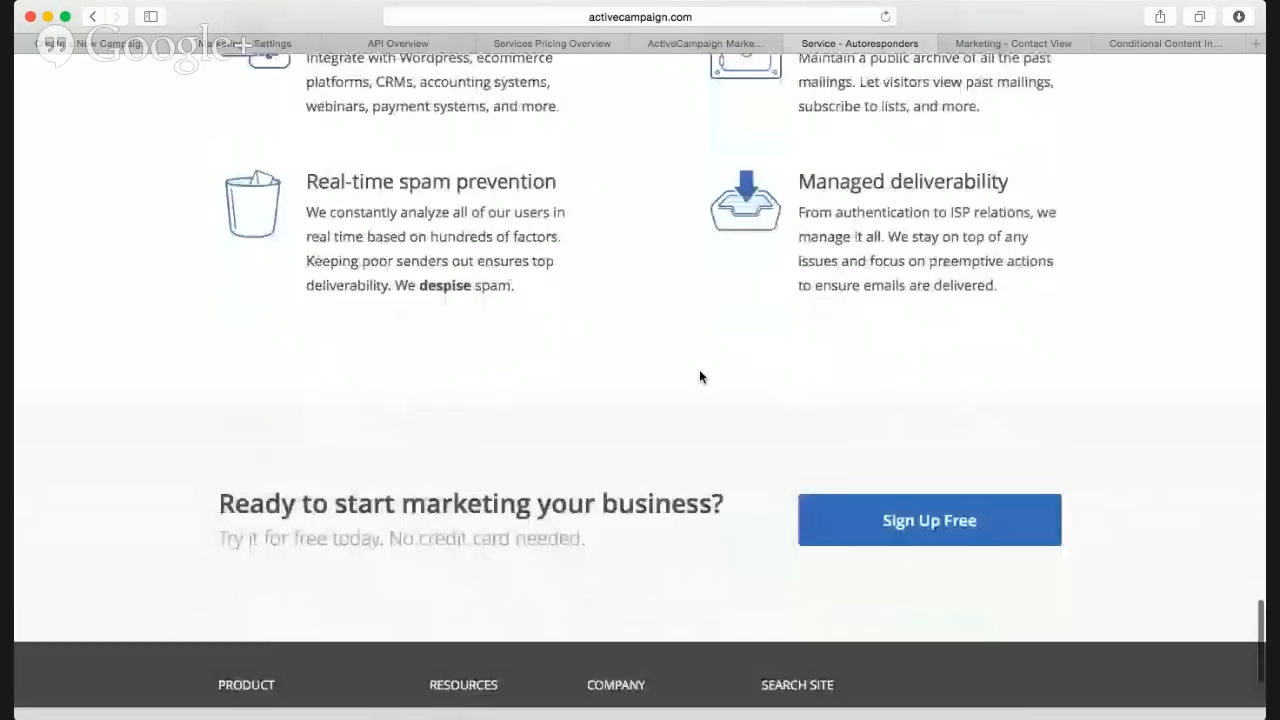 activecampaign.com
New Campaign
API Overview
Services Pricing Overview
ActiveCampaign Marke...
Service - Autoresponders
Marketing - Contact View
Conditional Content In...
Google+
Integrate with Wordpress, ecommerce
platforms, CRMs, accounting systems,
webinars, payment systems, and more.
Maintain a public archive of all the past
mailings. Let visitors view past mailings,
subscribe to lists, and more.
Real-time spam prevention
We constantly analyze all of our users in
real time based on hundreds of factors.
Keeping poor senders out ensures top
deliverability. We despise spam.
Managed deliverability
From authentication to ISP relations, we
manage it all. We stay on top of any
issues and focus on preemptive actions
to ensure emails are delivered.
Ready to start marketing your business?
Try it for free today. No credit card needed.
Sign Up Free
PRODUCT
RESOURCES
COMPANY
SEARCH SITE